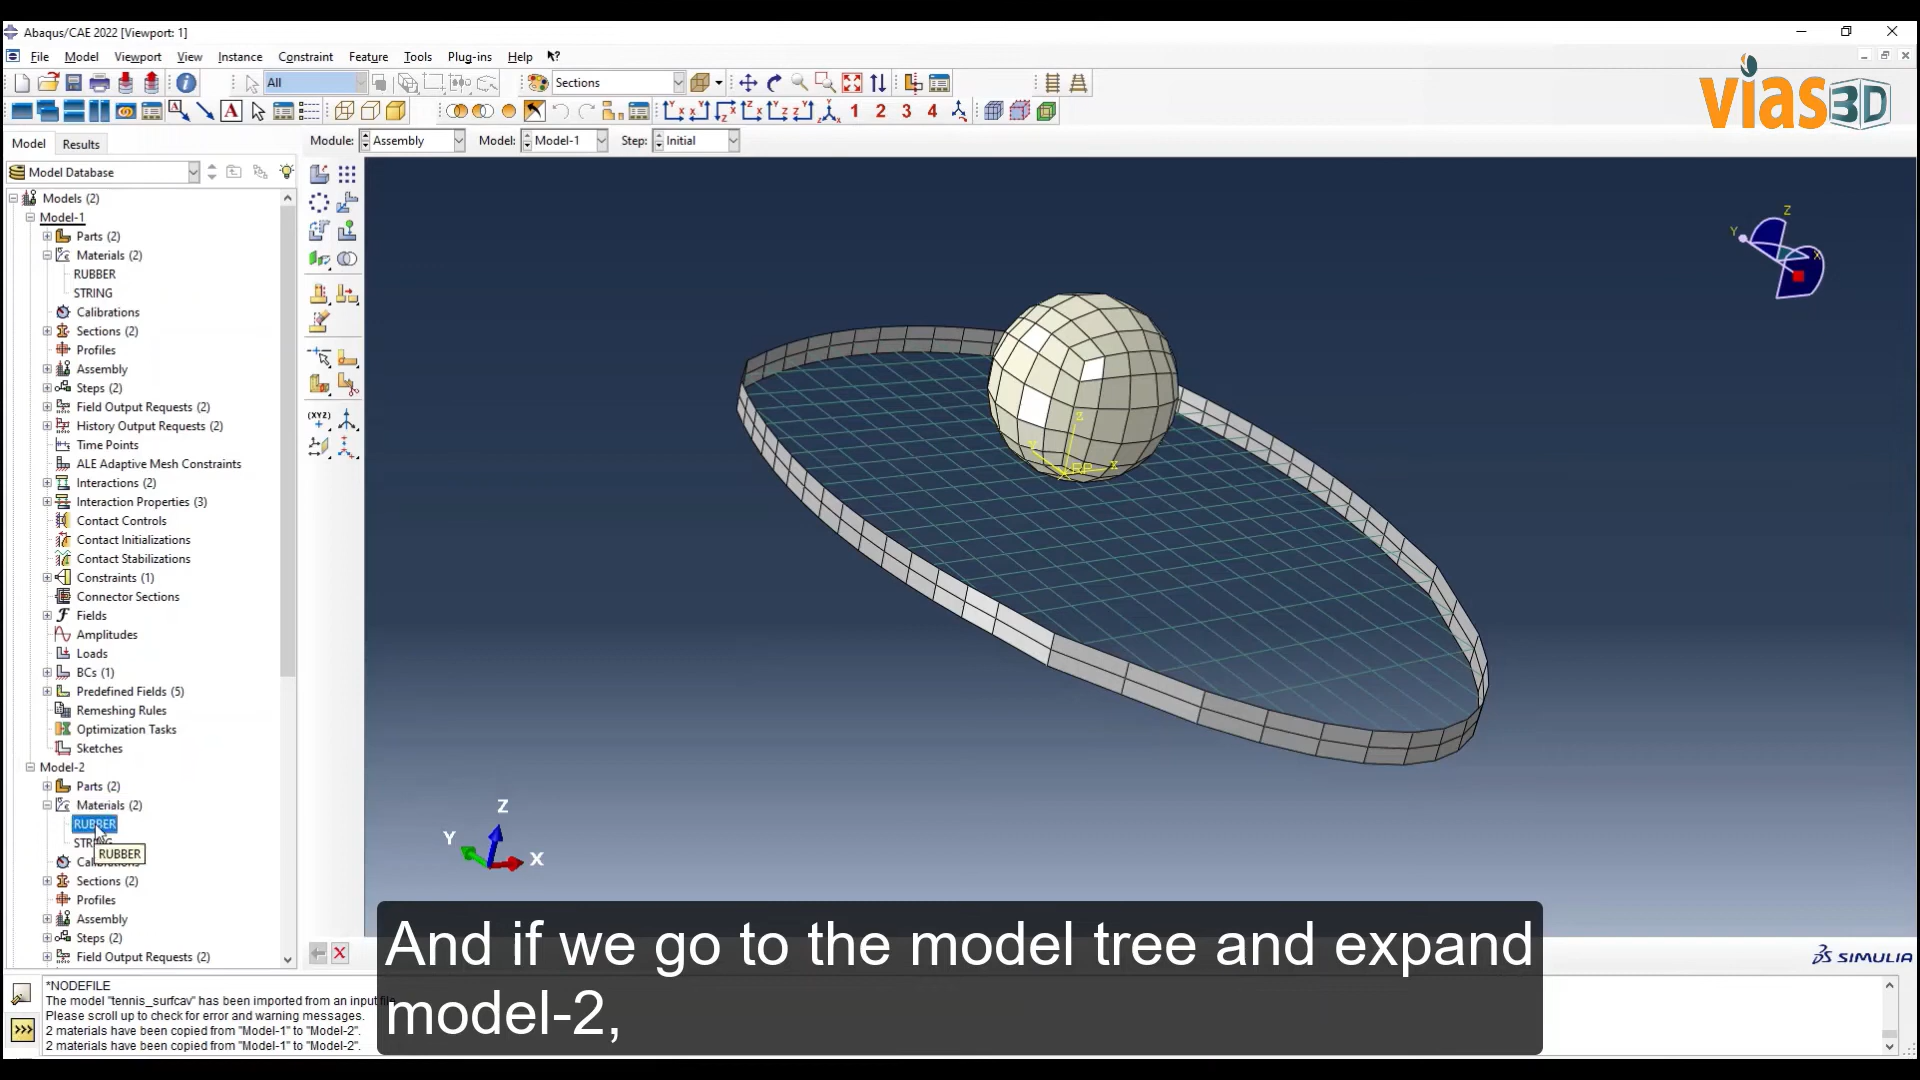 Abaqus/CAE 2022 [Viewport: 1]
File Model Viewport View Instance Constraint Feature Tools Plug-ins Help
All Sections
1 2 3 4
vias3D
Model Results Module: Assembly Model: Model-1 Step: Initial
Model Database
Models (2)
Model-1
Parts (2)
Materials (2)
RUBBER
STRING
Calibrations
Sections (2)
Profiles
Assembly
Steps (2)
Field Output Requests (2)
History Output Requests (2)
Time Points
ALE Adaptive Mesh Constraints
Interactions (2)
Interaction Properties (3)
Contact Controls
Contact Initializations
Contact Stabilizations
Constraints (1)
Connector Sections
Fields
Amplitudes
Loads
BCs (1)
Predefined Fields (5)
Remeshing Rules
Optimization Tasks
Sketches
Model-2
Parts (2)
Materials (2)
RUBBER
RUBBER
Sections (2)
Profiles
Assembly
Steps (2)
Field Output Requests (2)
(XYZ)
Z
Y
X
Z
X
RP
Z
Y
X
SIMULIA
And if we go to the model tree and expand
model-2,
*NODEFILE
The model "tennis_surfcav" has been imported from an input
Please scroll up to check for error and warning messages.
2 materials have been copied from "Model-1" to "Model-2".
2 materials have been copied from "Model-1" to "Model-2".